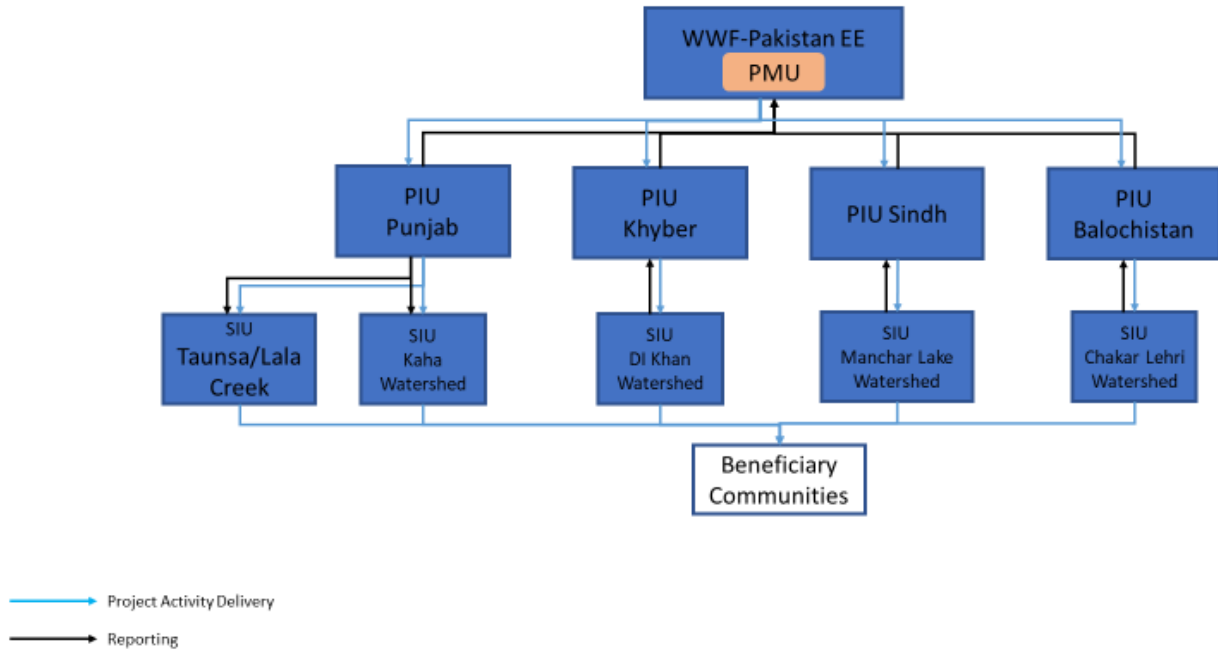 WWF-Pakistan EE
PMU
PIU
Punjab
PIU
Khyber
PIU Sindh
PIU
Balochistan
SIU
Taunsa/Lala
Creek
SIU
Kaha
Watershed
SIU
DI Khan
Watershed
SIU
Manchar Lake
Watershed
SIU
Chakar Lehri
Watershed
Beneficiary
Communities
Project Activity Delivery
Reporting